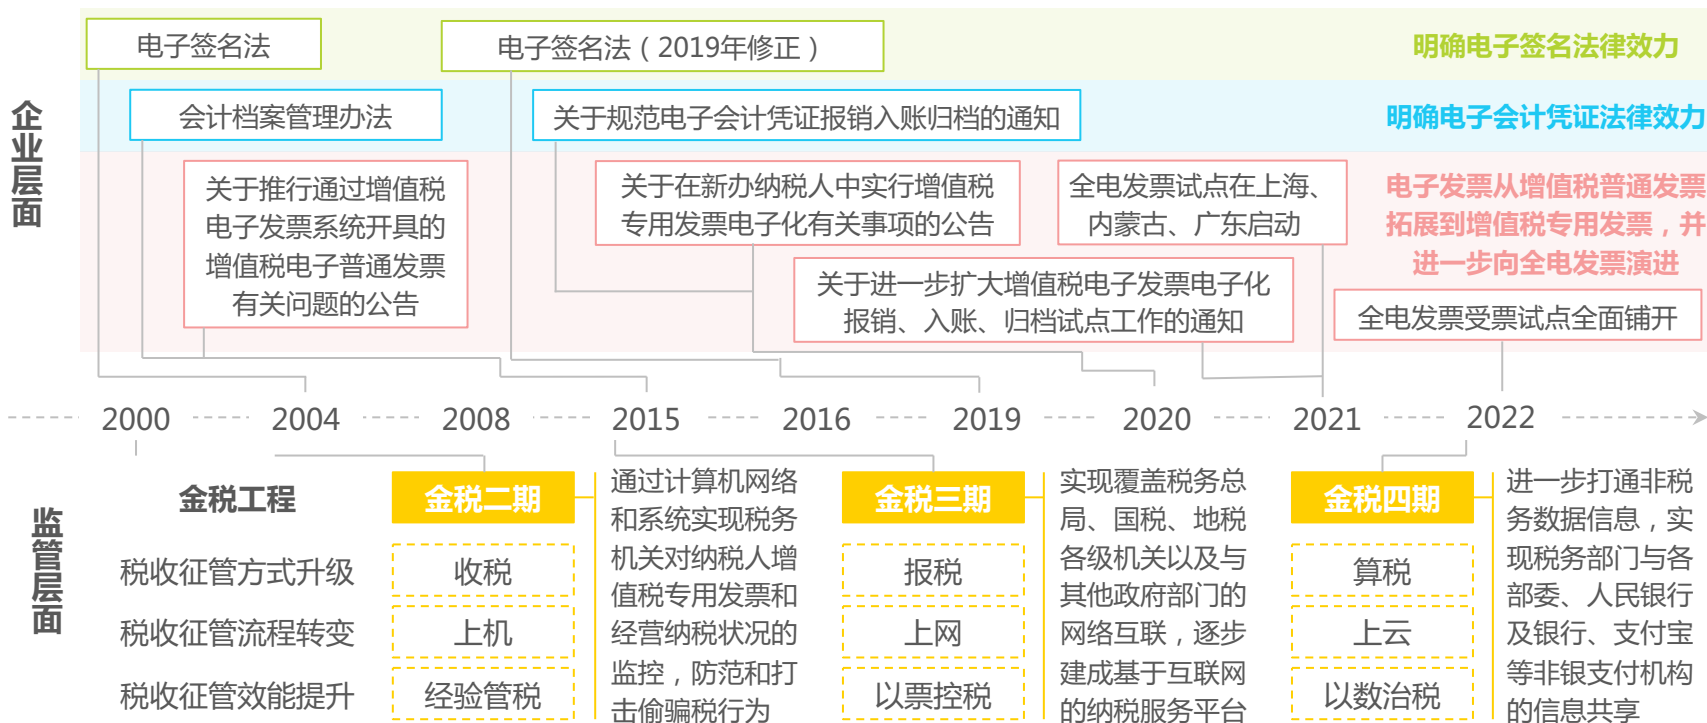 企业层面
电子签名法
电子签名法（2019年修正）
明确电子签名法律效力
会计档案管理办法
关于规范电子会计凭证报销入账归档的通知
明确电子会计凭证法律效力
关于推行通过增值税
电子发票系统开具的
增值税电子普通发票
有关问题的公告
关于在新办纳税人中实行增值税
专用发票电子化有关事项的公告
全电发票试点在上海、
内蒙古、广东启动
电子发票从增值税普通发票
拓展到增值税专用发票，并
进一步向全电发票演进
关于进一步扩大增值税电子发票电子化
报销、入账、归档试点工作的通知
全电发票受票试点全面铺开
2000
2004
2008
2015
2016
2019
2020
2021
2022
监管层面
金税工程
税收征管方式升级
税收征管流程转变
税收征管效能提升
金税二期
收税
上机
经验管税
通过计算机网络
和系统实现税务
机关对纳税人增
值税专用发票和
经营纳税状况的
监控，防范和打
击偷骗税行为
金税三期
报税
上网
以票控税
实现覆盖税务总
局、国税、地税
各级机关以及与
其他政府部门的
网络互联，逐步
建成基于互联网
的纳税服务平台
金税四期
算税
上云
以数治税
进一步打通非税
务数据信息，实
现税务部门与各
部委、人民银行
及银行、支付宝
等非银支付机构
的信息共享